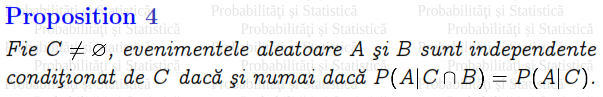 Proposition 4
Fie C ≠ ∅, evenimentele aleatoare A şi B sunt independente
condiţionat de C dacă şi numai dacă P(A|C ∩ B) = P(A|C).